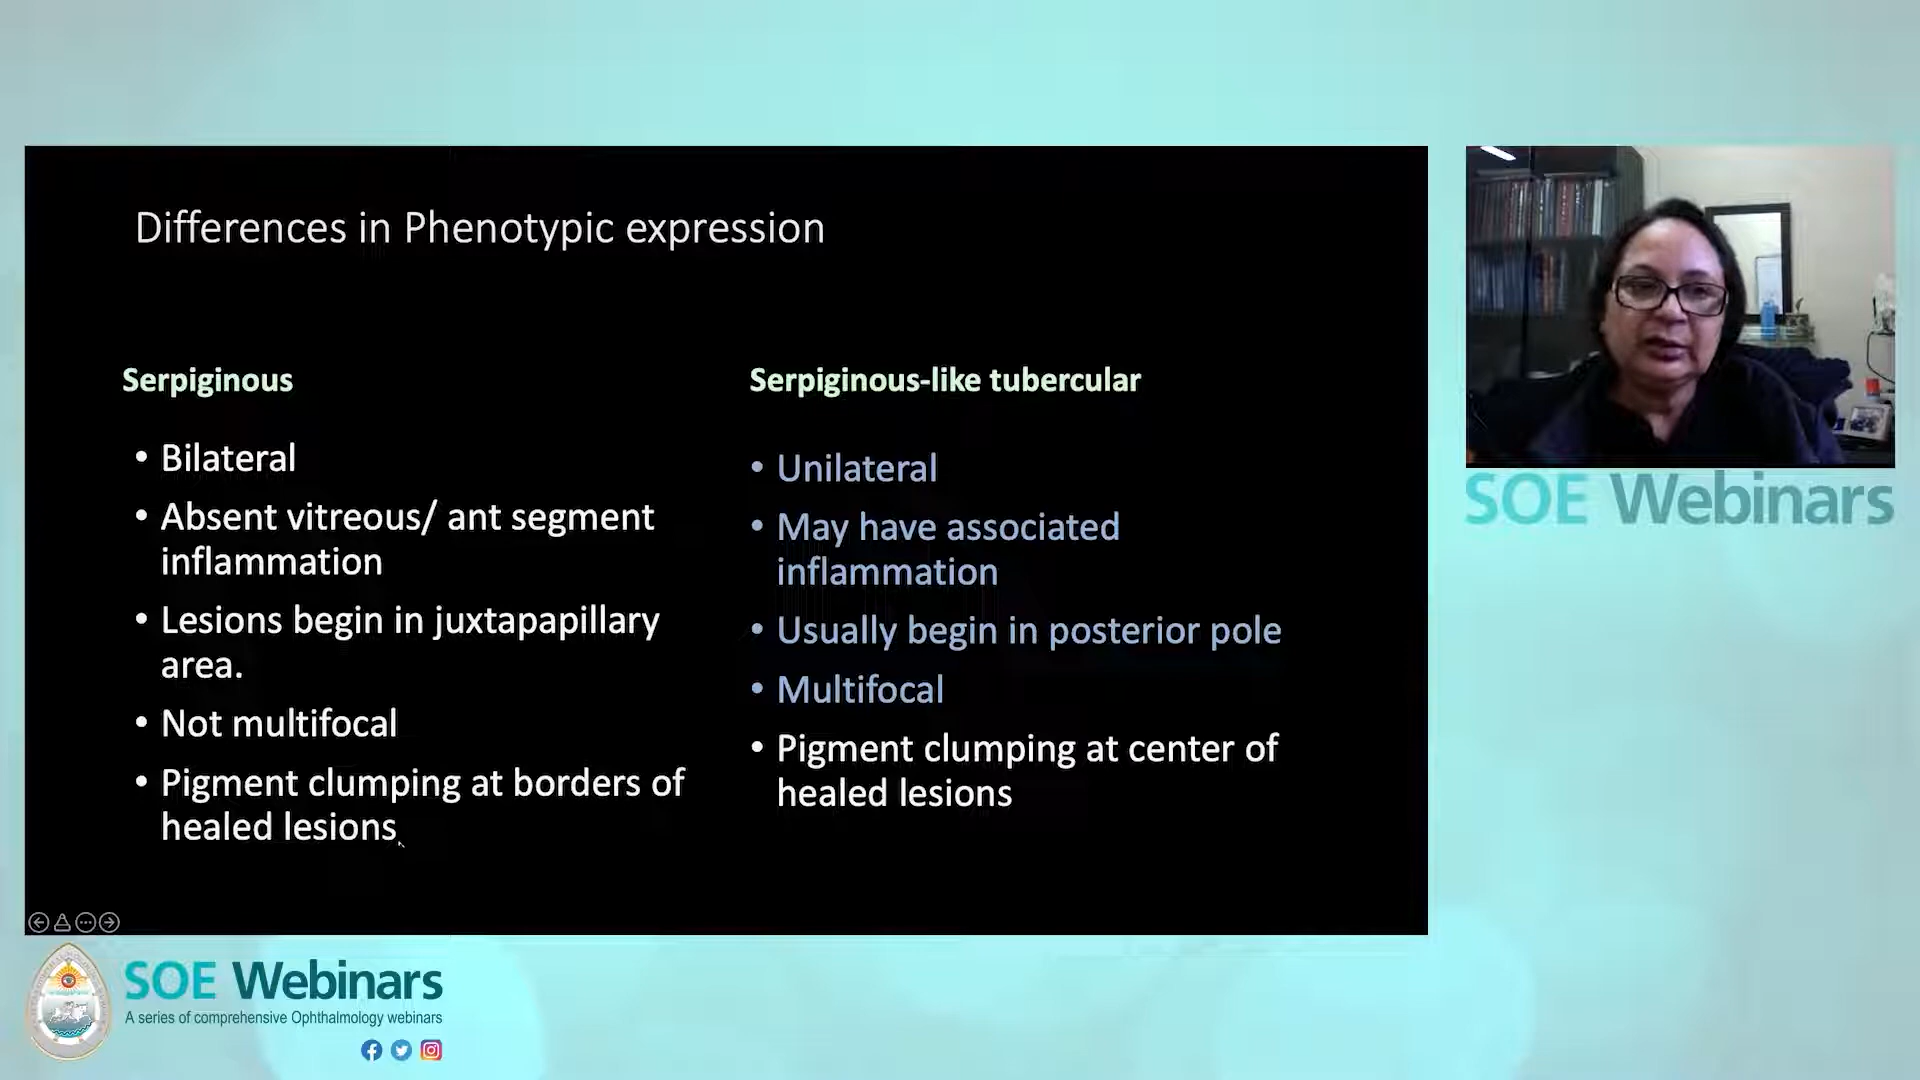 Differences in Phenotypic expression
Serpiginous
• Bilateral
• Absent vitreous/ ant segment
inflammation
• Lesions begin in juxtapapillary
area.
• Not multifocal
• Pigment clumping at borders of
healed lesions
Serpiginous-like tubercular
• Unilateral
• May have associated
inflammation
• Usually begin in posterior pole
• Multifocal
• Pigment clumping at center of
healed lesions
SOE Webinars
SOE Webinars
A series of comprehensive Ophthalmology webinars